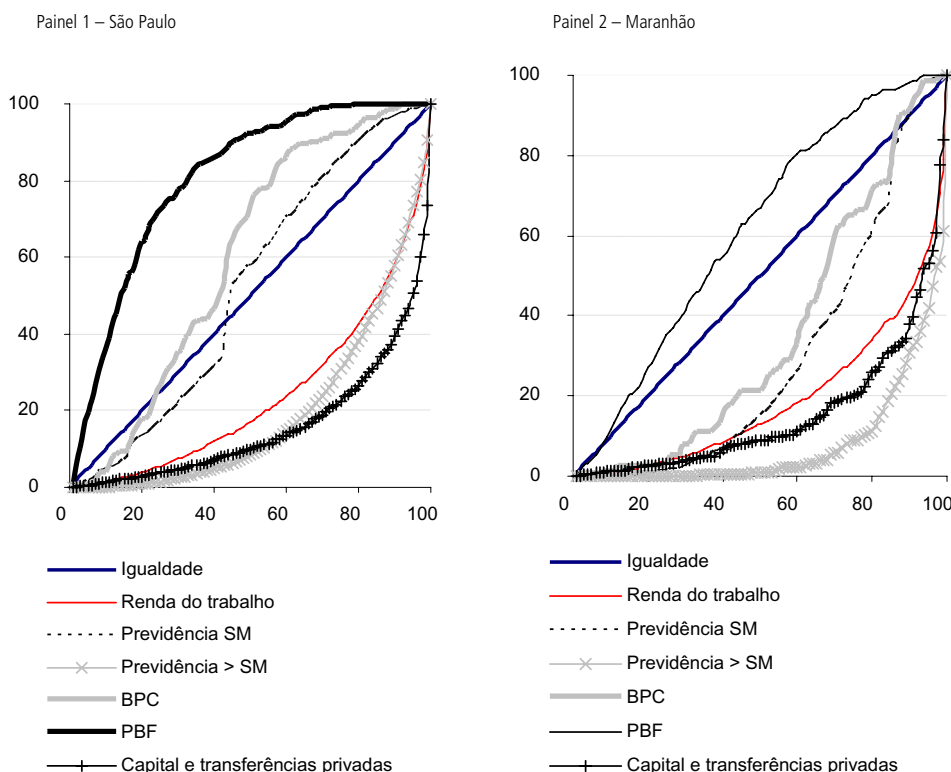 Painel 1 – São Paulo
100
80
60
40
20
0
0 20 40 60 80 100
Igualdade
Renda do trabalho
Previdência SM
Previdência > SM
BPC
PBF
Capital e transferências privadas
Painel 2 – Maranhão
100
80
60
40
20
0
0 20 40 60 80 100
Igualdade
Renda do trabalho
Previdência SM
Previdência > SM
BPC
PBF
Capital e transferências privadas